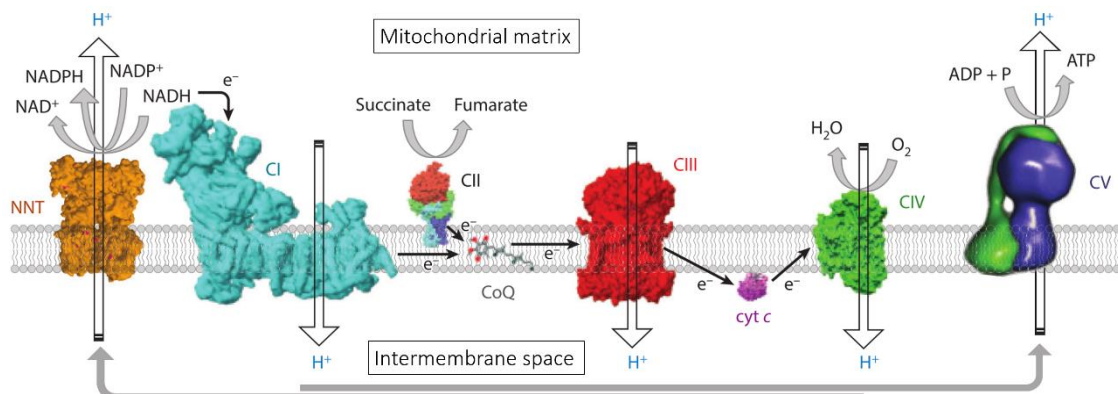 H⁺
Mitochondrial matrix
H⁺
NADPH
NADP⁺
NAD⁺
NADH
e⁻
Succinate
Fumarate
ADP + P
ATP
H₂O
O₂
CI
CII
CIII
CIV
CV
NNT
e⁻
e⁻
e⁻
CoQ
e⁻
e⁻
cyt c
H⁺
Intermembrane space
H⁺
H⁺